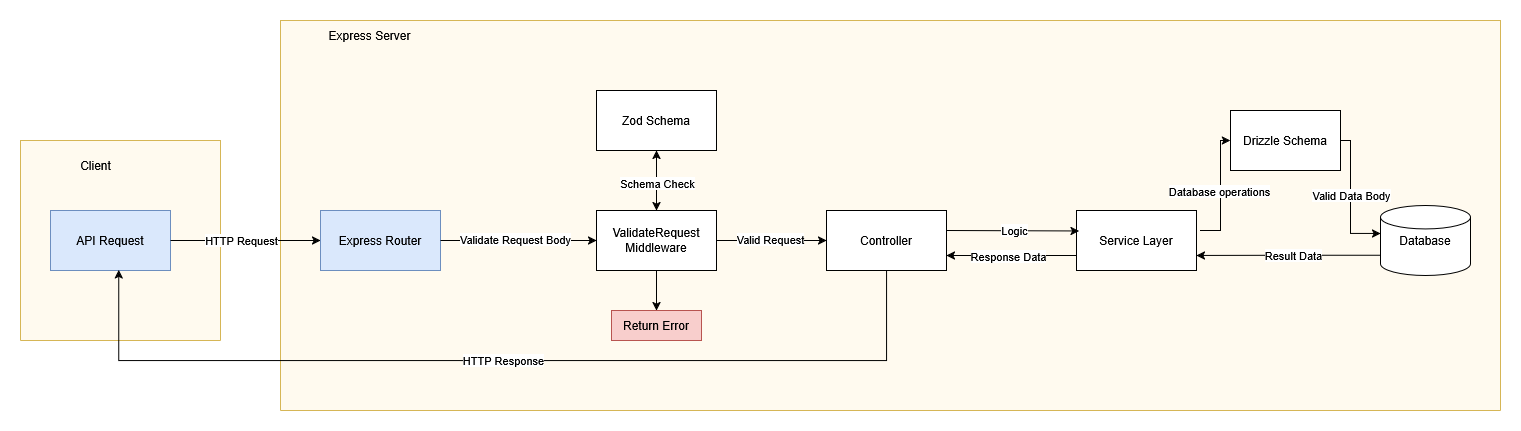 Express Server
Zod Schema
Drizzle Schema
Client
Schema Check
Database operations
Valid Data Body
API Request
HTTP Request
Express Router
Validate Request Body
ValidateRequest
Middleware
Valid Request
Controller
Logic
Response Data
Service Layer
Result Data
Database
Return Error
HTTP Response